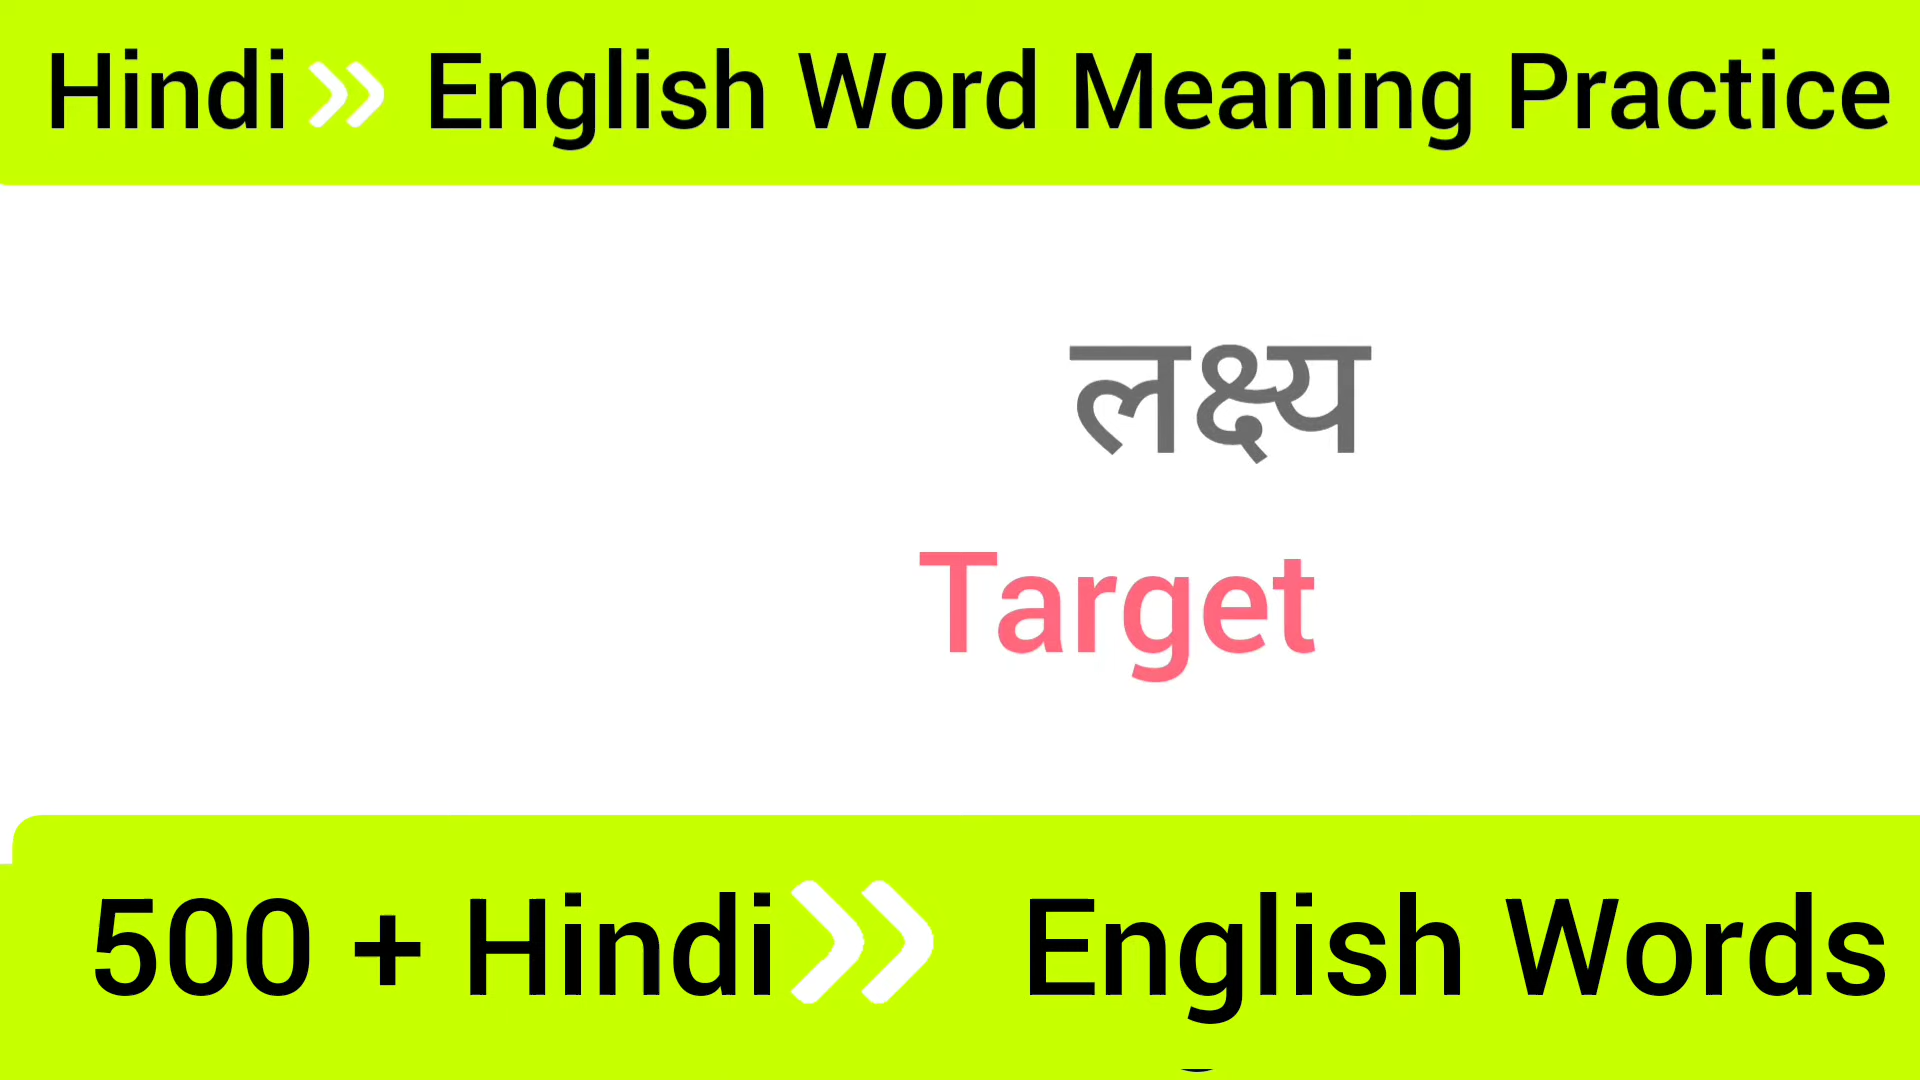 Hindi » English Word Meaning Practice
लक्ष्य
Target
500 + Hindi » English Words